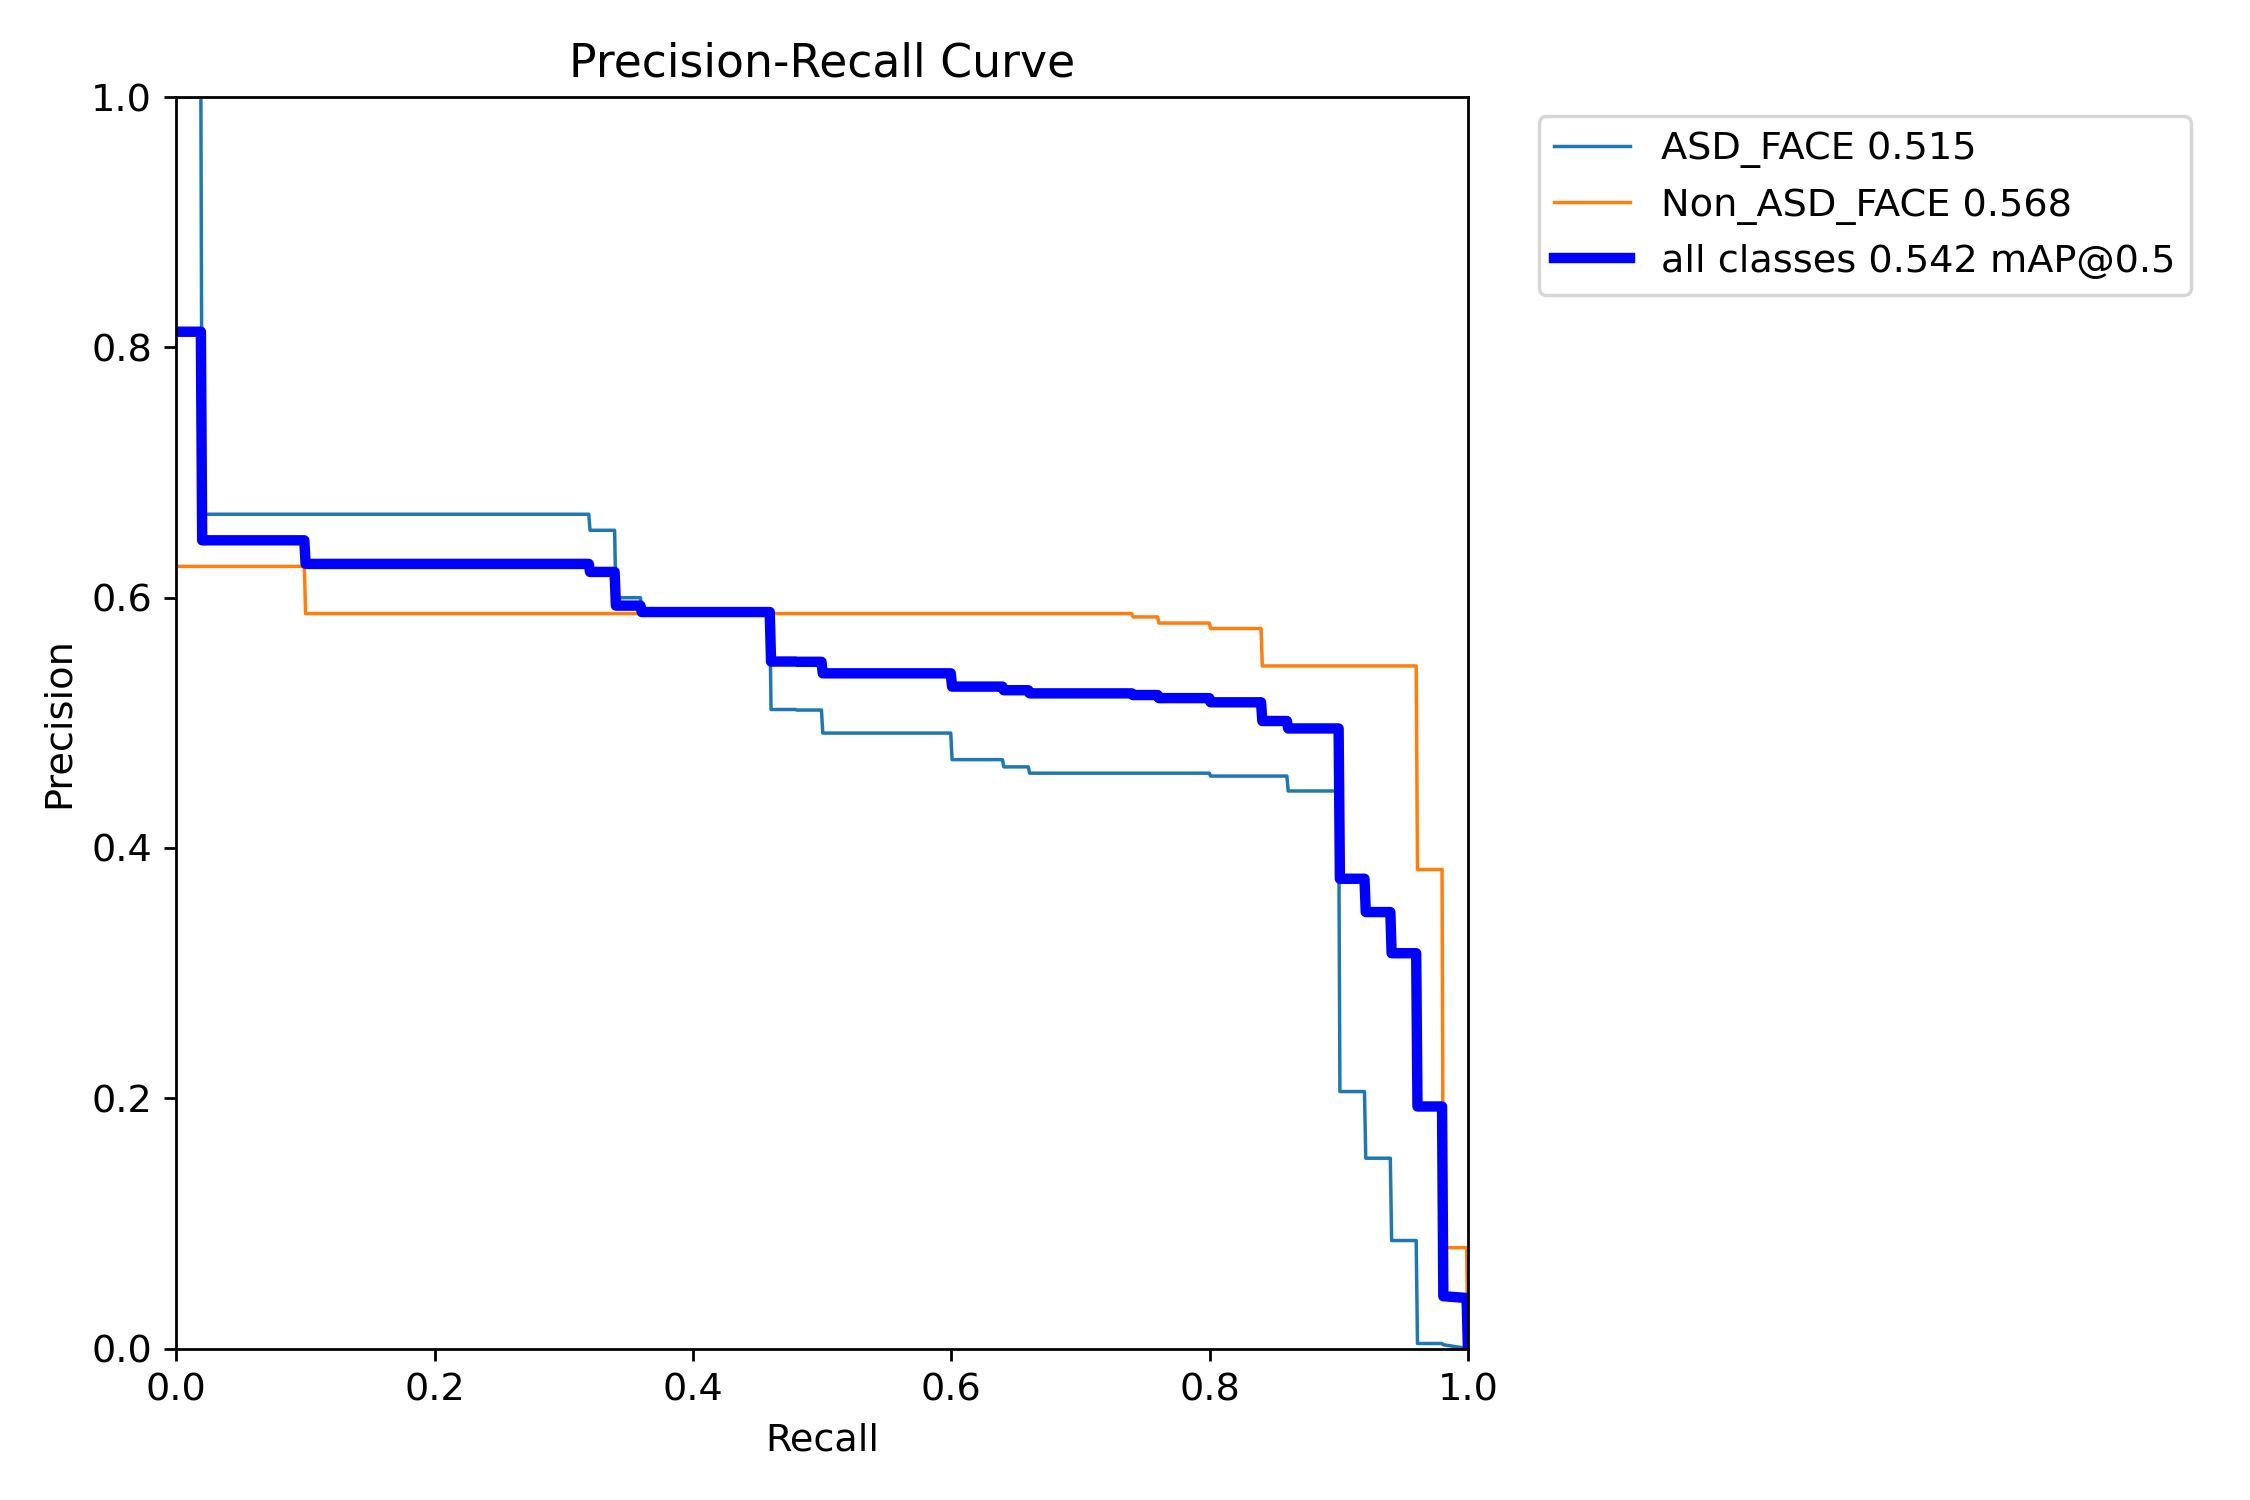 Precision-Recall Curve
1.0
0.8
0.6
0.4
0.2
0.0
Precision
0.0 0.2 0.4 0.6 0.8 1.0
Recall
ASD_FACE 0.515
Non_ASD_FACE 0.568
all classes 0.542 mAP@0.5